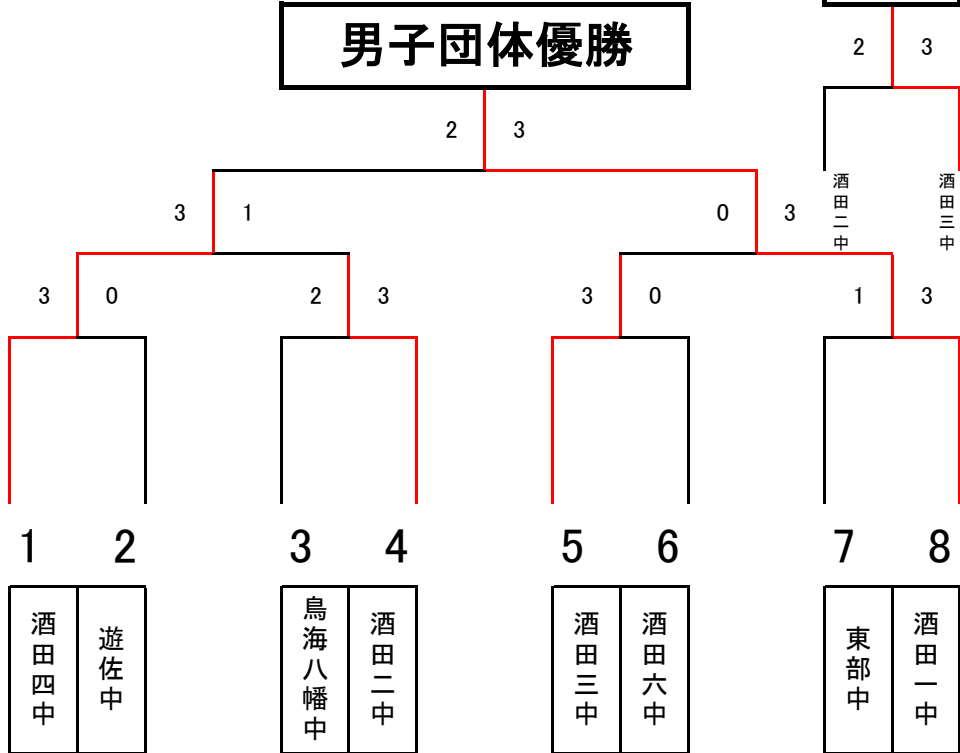 男子団体優勝
2 3
2 3
3 1
0 3
酒田二中
酒田三中
3 0
2 3
3 0
1 3
1 2 3 4 5 6 7 8
酒田四中
遊佐中
鳥海八幡中
酒田二中
酒田三中
酒田六中
東部中
酒田一中